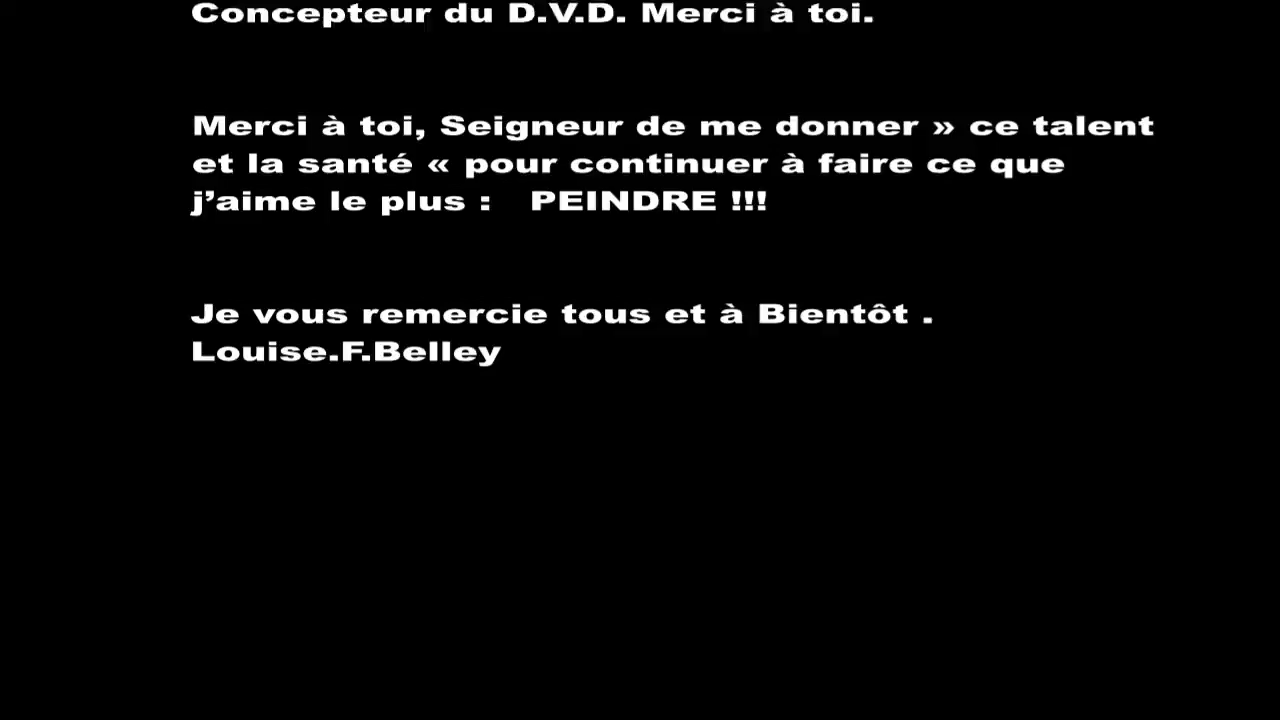 Concepteur du D.V.D. Merci à toi.
Merci à toi, Seigneur de me donner » ce talent
et la santé « pour continuer à faire ce que
j’aime le plus :   PEINDRE !!!
Je vous remercie tous et à Bientôt .
Louise.F.Belley